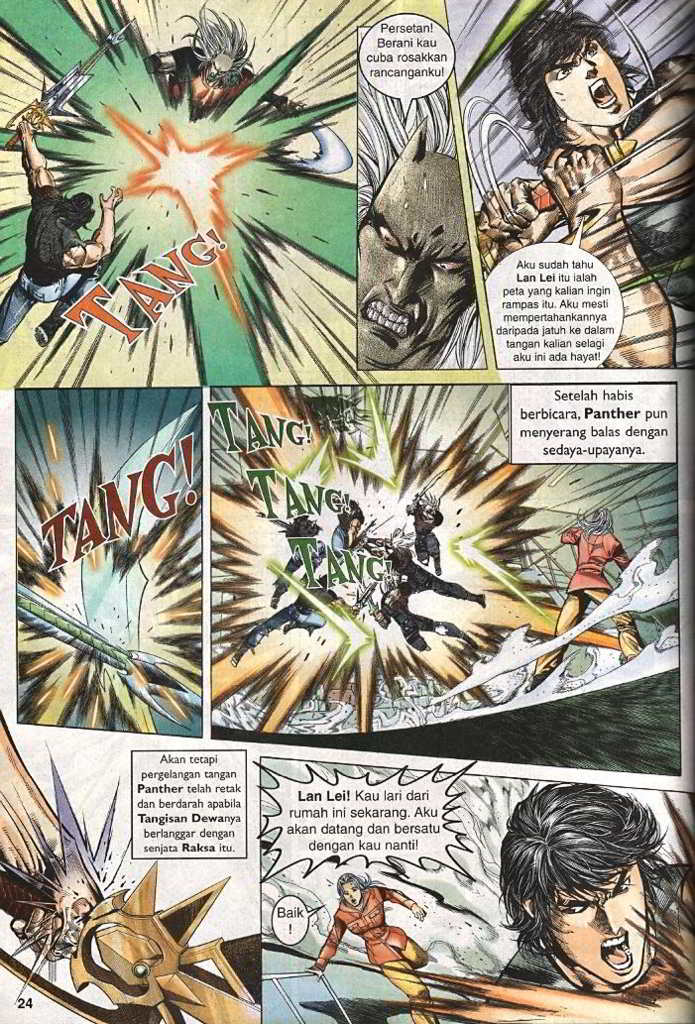 TANG!
Persetan!
Berani kau
cuba rosakkan
rancanganku!
Aku sudah tahu
Lan Lei itu ialah
peta yang kalian ingin
rampas itu. Aku mesti
mempertahankannya
daripada jatuh ke dalam
tangan kalian selagi
aku ini ada hayat!
TANG!
TANG!
TANG!
TANG!
Setelah habis
berbicara, Panther pun
menyerang balas dengan
sedaya-upayanya.
Akan tetapi
pergelangan tangan
Panther telah retak
dan berdarah apabila
Tangisan Dewanya
berlanggar dengan
senjata Raksa itu.
Lan Lei! Kau lari dari
rumah ini sekarang. Aku
akan datang dan bersatu
dengan kau nanti!
Baik
!
24